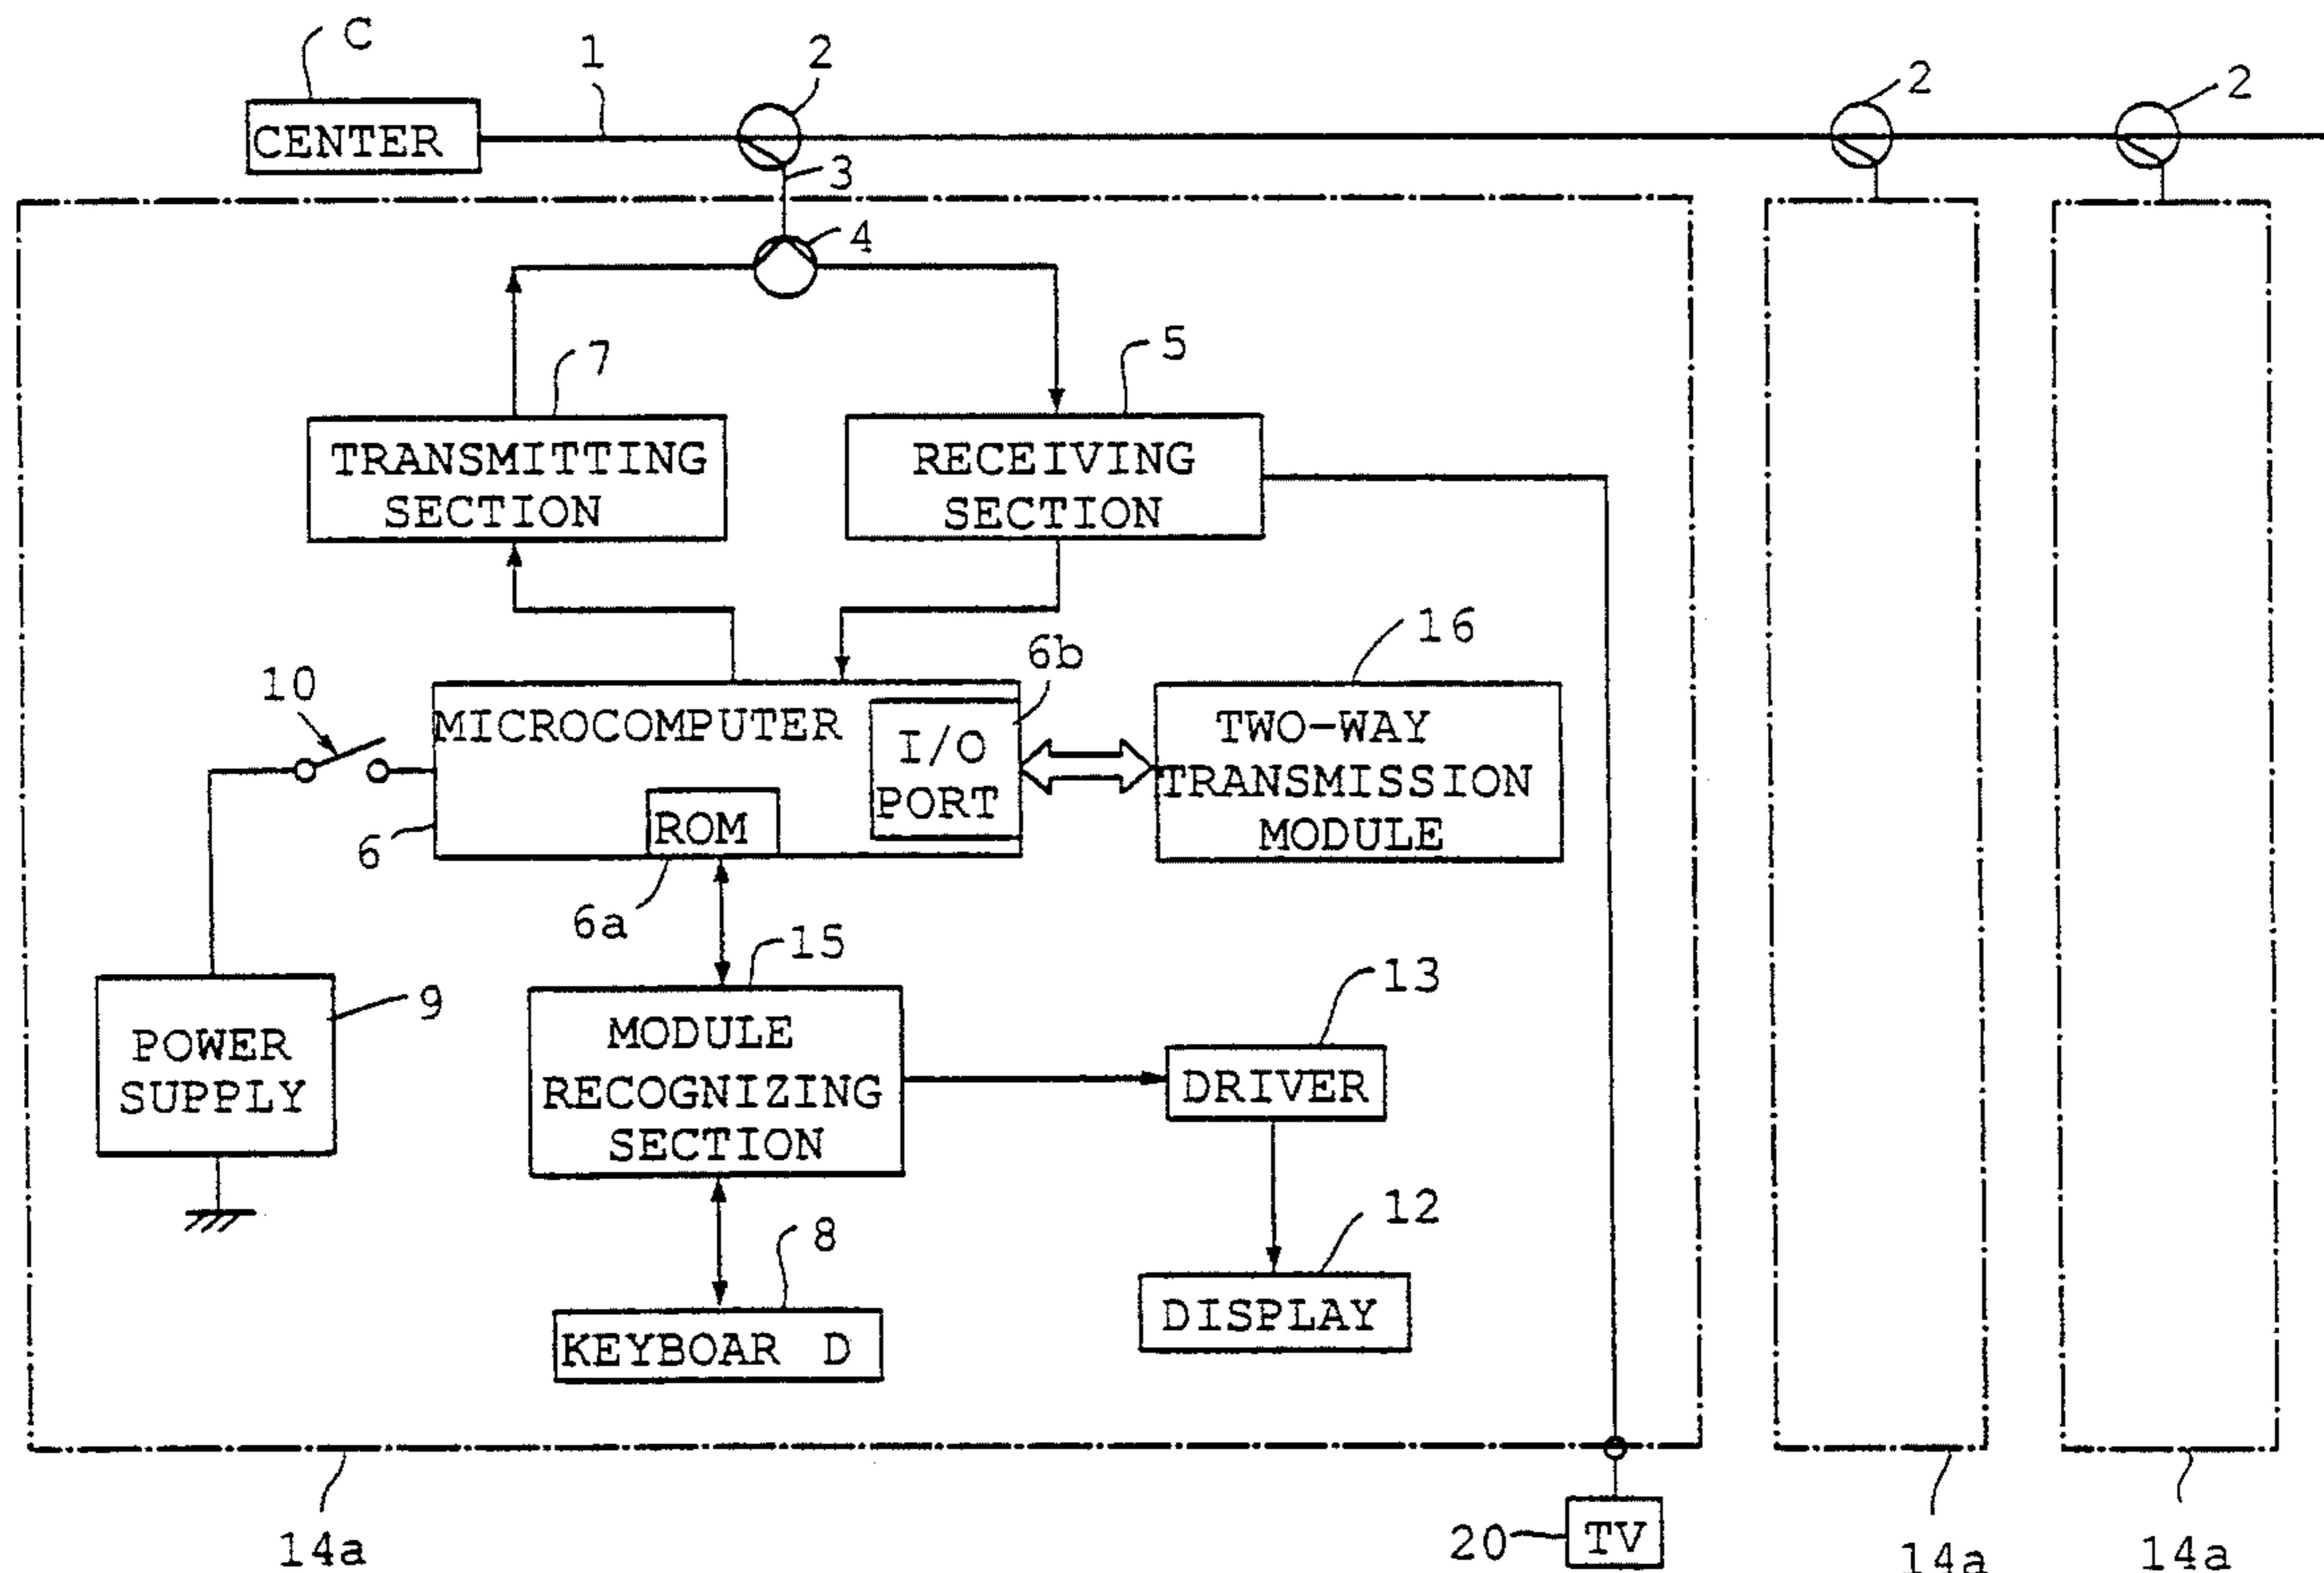 C
1
2
2
2
CENTER
3
4
7
5
TRANSMITTING
SECTION
RECEIVING
SECTION
16
10
6b
MICROCOMPUTER
I/O
PORT
TWO-WAY
TRANSMISSION
MODULE
ROM
6
6a
15
13
9
POWER
SUPPLY
MODULE
RECOGNIZING
SECTION
DRIVER
8
12
KEYBOAR D
DISPLAY
20
TV
14a
14a
14a